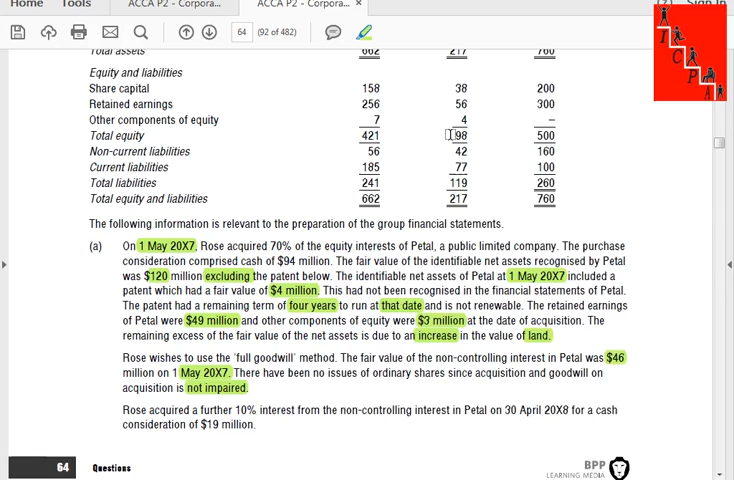 Home Tools ACCA P2 - Corpora... ACCA P2 - Corpora... × (?) Sign In
64 (92 of 482)
I
C
P
A
Total assets 662 217 760
Equity and liabilities
Share capital 158 38 200
Retained earnings 256 56 300
Other components of equity 7 4 –
Total equity 421 98 500
Non-current liabilities 56 42 160
Current liabilities 185 77 100
Total liabilities 241 119 260
Total equity and liabilities 662 217 760
The following information is relevant to the preparation of the group financial statements.
(a) On 1 May 20X7, Rose acquired 70% of the equity interests of Petal, a public limited company. The purchase
consideration comprised cash of $94 million. The fair value of the identifiable net assets recognised by Petal
was $120 million excluding the patent below. The identifiable net assets of Petal at 1 May 20X7 included a
patent which had a fair value of $4 million. This had not been recognised in the financial statements of Petal.
The patent had a remaining term of four years to run at that date and is not renewable. The retained earnings
of Petal were $49 million and other components of equity were $3 million at the date of acquisition. The
remaining excess of the fair value of the net assets is due to an increase in the value of land.
Rose wishes to use the 'full goodwill' method. The fair value of the non-controlling interest in Petal was $46
million on 1 May 20X7. There have been no issues of ordinary shares since acquisition and goodwill on
acquisition is not impaired.
Rose acquired a further 10% interest from the non-controlling interest in Petal on 30 April 20X8 for a cash
consideration of $19 million.
64 Questions
BPP
LEARNING MEDIA